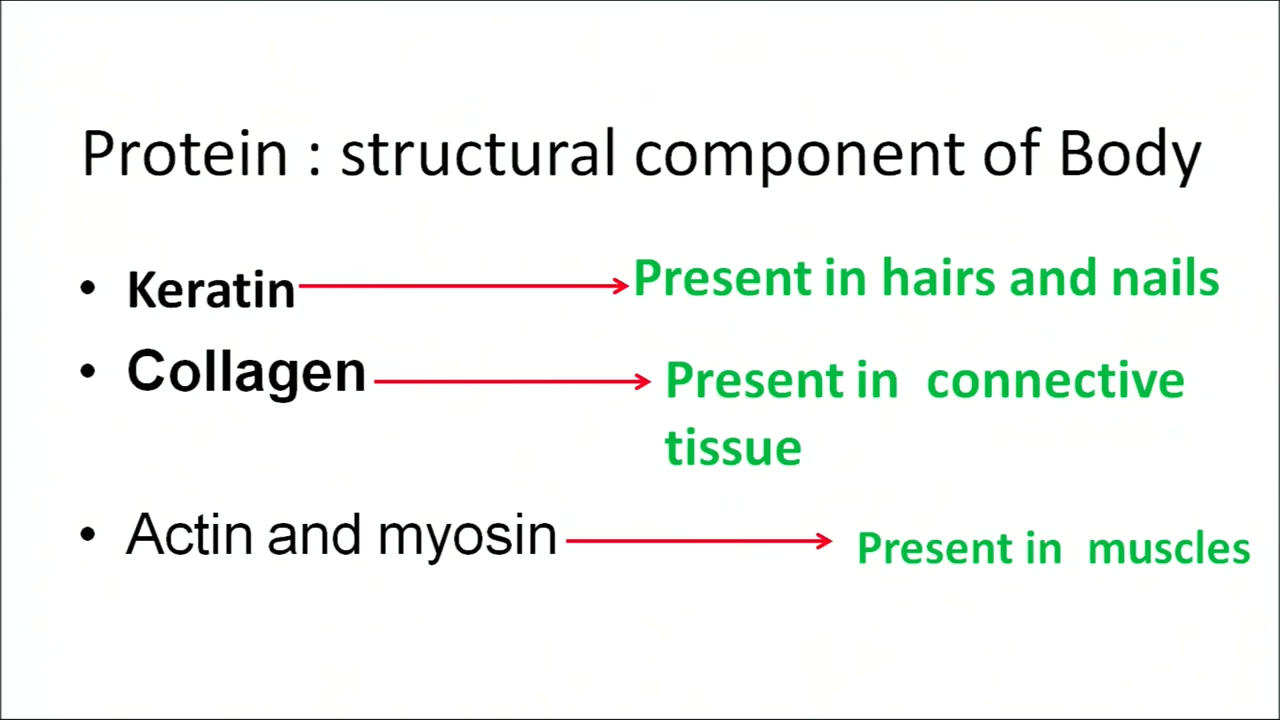 Protein : structural component of Body
• Keratin Present in hairs and nails
• Collagen Present in connective
tissue
• Actin and myosin Present in muscles